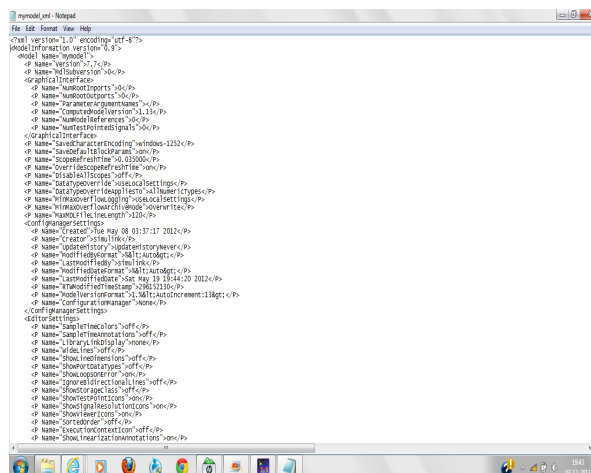 mymodel_xml - Notepad
File Edit Format View Help
<?xml version="1.0" encoding="utf-8"?>
<ModelInformation Version="0.9">
<Model Name="mymodel">
<P Name="Version">7.7</P>
<P Name="MdlSubVersion">0</P>
<GraphicalInterface>
<P Name="NumRootInports">0</P>
<P Name="NumRootOutports">0</P>
<P Name="ParameterArgumentNames"></P>
<P Name="ComputedModelVersion">1.13</P>
<P Name="NumModelReferences">0</P>
<P Name="NumTestPointedSignals">0</P>
</GraphicalInterface>
<P Name="SavedCharacterEncoding">windows-1252</P>
<P Name="SaveDefaultBlockParams">on</P>
<P Name="ScopeRefreshTime">0.035000</P>
<P Name="OverrideScopeRefreshTime">on</P>
<P Name="DisableAllScopes">off</P>
<P Name="DataTypeOverride">UseLocalSettings</P>
<P Name="DataTypeOverrideAppliesTo">AllNumericTypes</P>
<P Name="MinMaxOverflowLogging">UseLocalSettings</P>
<P Name="MinMaxOverflowArchiveMode">Overwrite</P>
<P Name="MaxMDLFileLineLength">120</P>
<ConfigManagerSettings>
<P Name="Created">Tue May 08 03:37:17 2012</P>
<P Name="Creator">simulink</P>
<P Name="UpdateHistory">UpdateHistoryNever</P>
<P Name="ModifiedByFormat">%&lt;Auto&gt;</P>
<P Name="LastModifiedBy">simulink</P>
<P Name="ModifiedDateFormat">%&lt;Auto&gt;</P>
<P Name="LastModifiedDate">Sat May 19 19:44:20 2012</P>
<P Name="RTWModifiedTimeStamp">296152130</P>
<P Name="ModelVersionFormat">1.%&lt;AutoIncrement:13&gt;</P>
<P Name="ConfigurationManager">None</P>
</ConfigManagerSettings>
<EditorSettings>
<P Name="SampleTimeColors">off</P>
<P Name="SampleTimeAnnotations">off</P>
<P Name="LibraryLinkDisplay">none</P>
<P Name="WideLines">off</P>
<P Name="ShowLineDimensions">off</P>
<P Name="ShowPortDataTypes">off</P>
<P Name="ShowLoopsOnError">on</P>
<P Name="IgnoreBidirectionalLines">off</P>
<P Name="ShowStorageClass">off</P>
<P Name="ShowTestPointIcons">on</P>
<P Name="ShowSignalResolutionIcons">on</P>
<P Name="ShowViewerIcons">on</P>
<P Name="SortedOrder">off</P>
<P Name="ExecutionContextIcon">off</P>
<P Name="ShowLinearizationAnnotations">on</P>
19:43